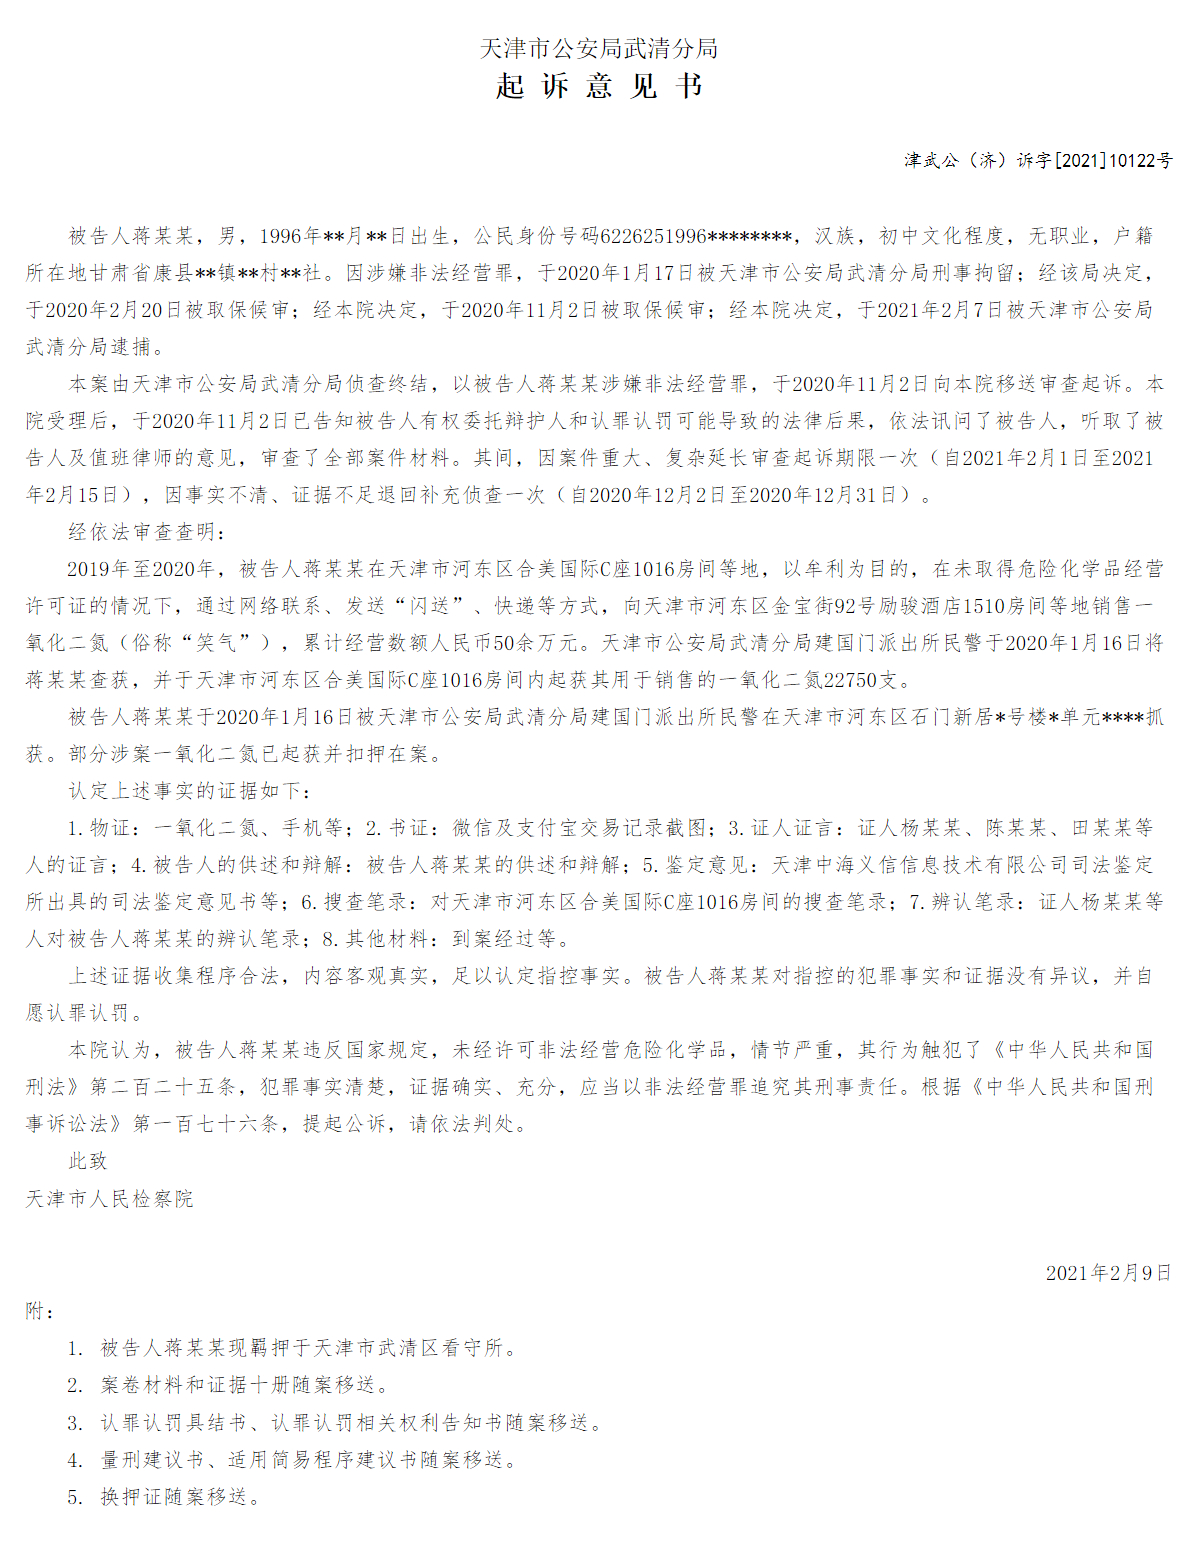 天津市公安局武清分局
起 诉 意 见 书
津武公（济）诉字[2021]10122号
被告人蒋某某，男，1996年**月**日出生，公民身份号码6226251996********，汉族，初中文化程度，无职业，户籍
所在地甘肃省康县**镇**村**社。因涉嫌非法经营罪，于2020年1月17日被天津市公安局武清分局刑事拘留；经该局决定，
于2020年2月20日被取保候审；经本院决定，于2020年11月2日被取保候审；经本院决定，于2021年2月7日被天津市公安局
武清分局逮捕。
本案由天津市公安局武清分局侦查终结，以被告人蒋某某涉嫌非法经营罪，于2020年11月2日向本院移送审查起诉。本
院受理后，于2020年11月2日已告知被告人有权委托辩护人和认罪认罚可能导致的法律后果，依法讯问了被告人，听取了被
告人及值班律师的意见，审查了全部案件材料。其间，因案件重大、复杂延长审查起诉期限一次（自2021年2月1日至2021
年2月15日），因事实不清、证据不足退回补充侦查一次（自2020年12月2日至2020年12月31日）。
经依法审查查明：
2019年至2020年，被告人蒋某某在天津市河东区合美国际C座1016房间等地，以牟利为目的，在未取得危险化学品经营
许可证的情况下，通过网络联系、发送“闪送”、快递等方式，向天津市河东区金宝街92号励骏酒店1510房间等地销售一
氧化二氮（俗称“笑气”），累计经营数额人民币50余万元。天津市公安局武清分局建国门派出所民警于2020年1月16日将
蒋某某查获，并于天津市河东区合美国际C座1016房间内起获其用于销售的一氧化二氮22750支。
被告人蒋某某于2020年1月16日被天津市公安局武清分局建国门派出所民警在天津市河东区石门新居*号楼*单元****抓
获。部分涉案一氧化二氮已起获并扣押在案。
认定上述事实的证据如下：
1.物证：一氧化二氮、手机等；2.书证：微信及支付宝交易记录截图；3.证人证言：证人杨某某、陈某某、田某某等
人的证言；4.被告人的供述和辩解：被告人蒋某某的供述和辩解；5.鉴定意见：天津中海义信信息技术有限公司司法鉴定
所出具的司法鉴定意见书等；6.搜查笔录：对天津市河东区合美国际C座1016房间的搜查笔录；7.辨认笔录：证人杨某某等
人对被告人蒋某某的辨认笔录；8.其他材料：到案经过等。
上述证据收集程序合法，内容客观真实，足以认定指控事实。被告人蒋某某对指控的犯罪事实和证据没有异议，并自
愿认罪认罚。
本院认为，被告人蒋某某违反国家规定，未经许可非法经营危险化学品，情节严重，其行为触犯了《中华人民共和国
刑法》第二百二十五条，犯罪事实清楚，证据确实、充分，应当以非法经营罪追究其刑事责任。根据《中华人民共和国刑
事诉讼法》第一百七十六条，提起公诉，请依法判处。
此致
天津市人民检察院
2021年2月9日
附：
1. 被告人蒋某某现羁押于天津市武清区看守所。
2. 案卷材料和证据十册随案移送。
3. 认罪认罚具结书、认罪认罚相关权利告知书随案移送。
4. 量刑建议书、适用简易程序建议书随案移送。
5. 换押证随案移送。